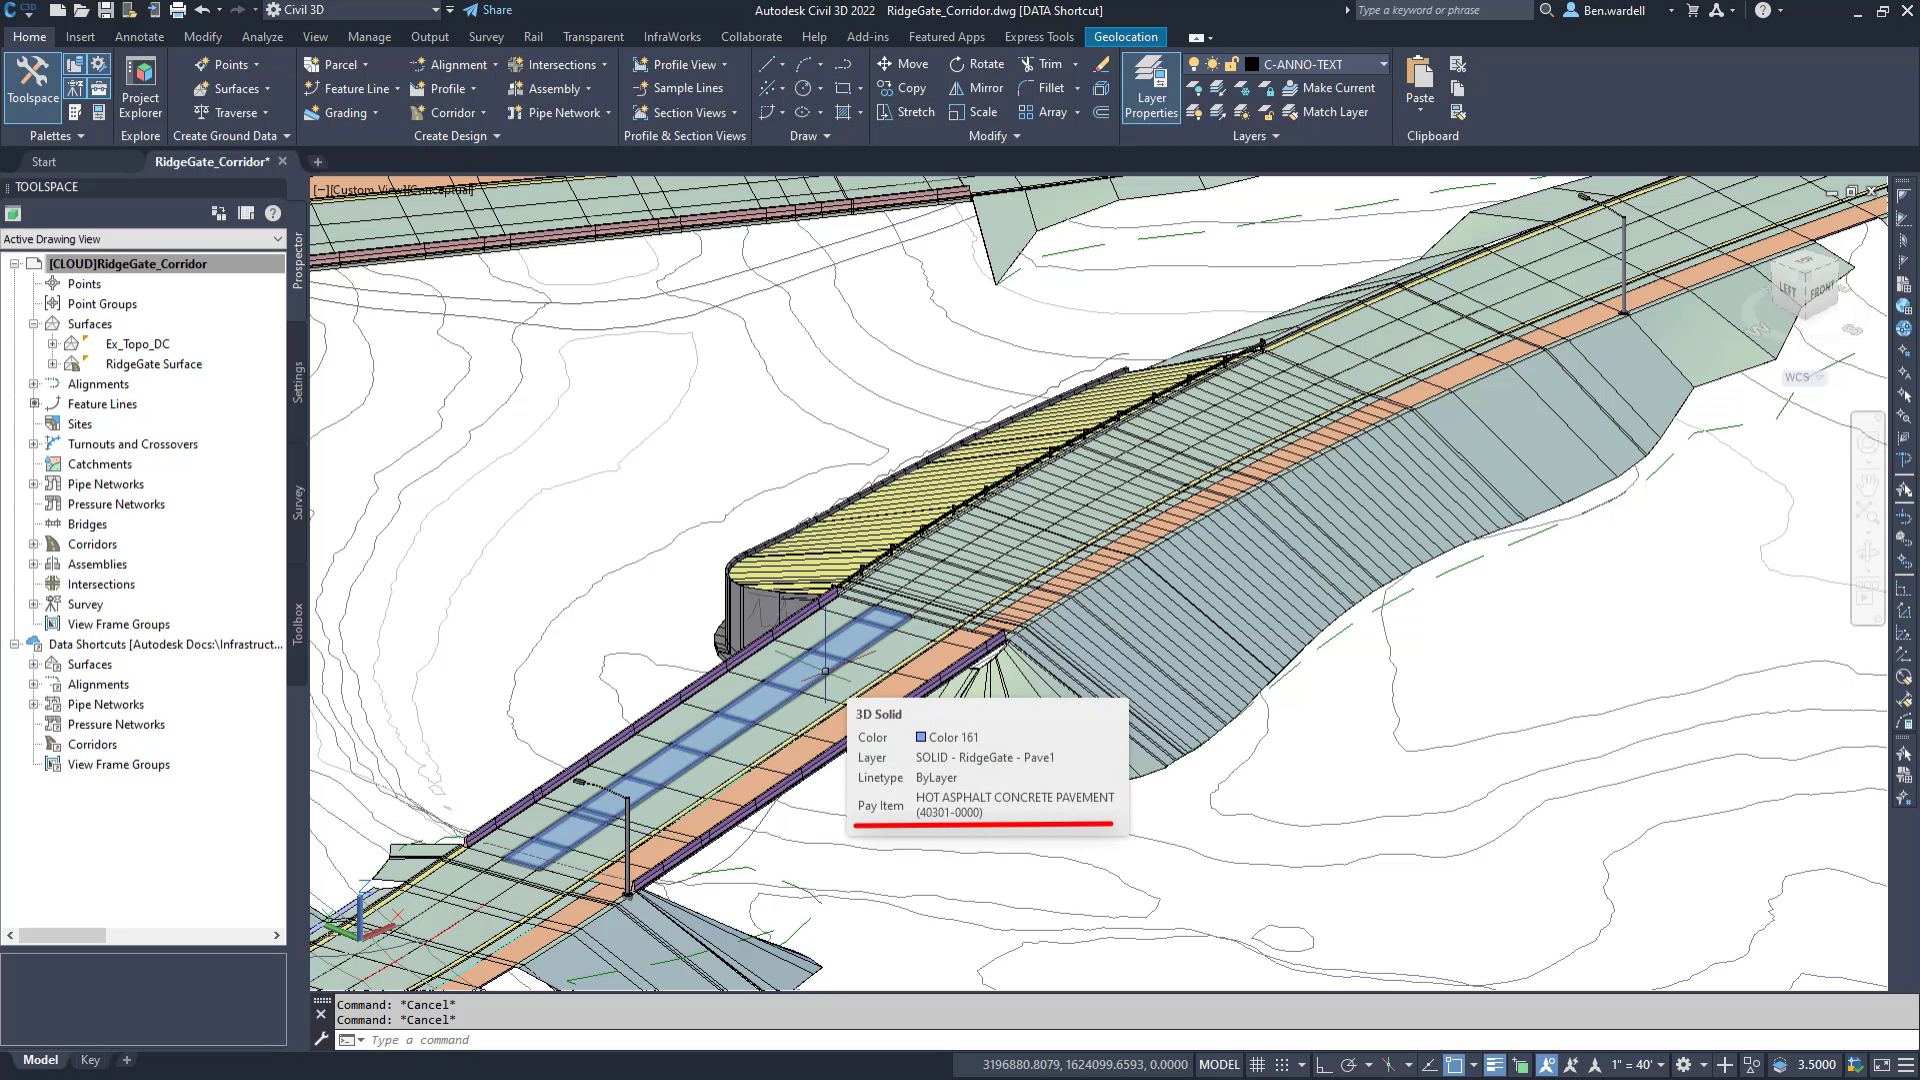 C3D
Civil 3D
Share
Autodesk Civil 3D 2022
RidgeGate_Corridor.dwg [DATA Shortcut]
Type a keyword or phrase
Ben.wardell
Home
Insert
Annotate
Modify
Analyze
View
Manage
Output
Survey
Rail
Transparent
InfraWorks
Collaborate
Help
Add-ins
Featured Apps
Express Tools
Geolocation
Toolspace
Palettes
Project
Explorer
Explore
Points
Surfaces
Traverse
Create Ground Data
Parcel
Feature Line
Grading
Alignment
Profile
Corridor
Intersections
Assembly
Pipe Network
Create Design
Profile View
Sample Lines
Section Views
Profile & Section Views
Draw
Move
Copy
Stretch
Rotate
Mirror
Scale
Trim
Fillet
Array
Modify
Layer
Properties
C-ANNO-TEXT
Make Current
Match Layer
Layers
Paste
Clipboard
Start
RidgeGate_Corridor*
TOOLSPACE
Active Drawing View
[CLOUD]RidgeGate_Corridor
Points
Point Groups
Surfaces
Ex_Topo_DC
RidgeGate Surface
Alignments
Feature Lines
Sites
Turnouts and Crossovers
Catchments
Pipe Networks
Pressure Networks
Bridges
Corridors
Assemblies
Intersections
Survey
View Frame Groups
Data Shortcuts [Autodesk Docs:\Infrastruct...
Surfaces
Alignments
Pipe Networks
Pressure Networks
Corridors
View Frame Groups
Prospector
Settings
Survey
Toolbox
[−][Custom View][Conceptual]
TOP
LEFT
FRONT
W
WCS
Z
X
3D Solid
Color Color 161
Layer SOLID - RidgeGate - Pave1
Linetype ByLayer
Pay Item HOT ASPHALT CONCRETE PAVEMENT
(40301-0000)
Command: *Cancel*
Command: *Cancel*
Type a command
Model
Key
3196880.8079, 1624099.6593, 0.0000
MODEL
1" = 40'
3.5000